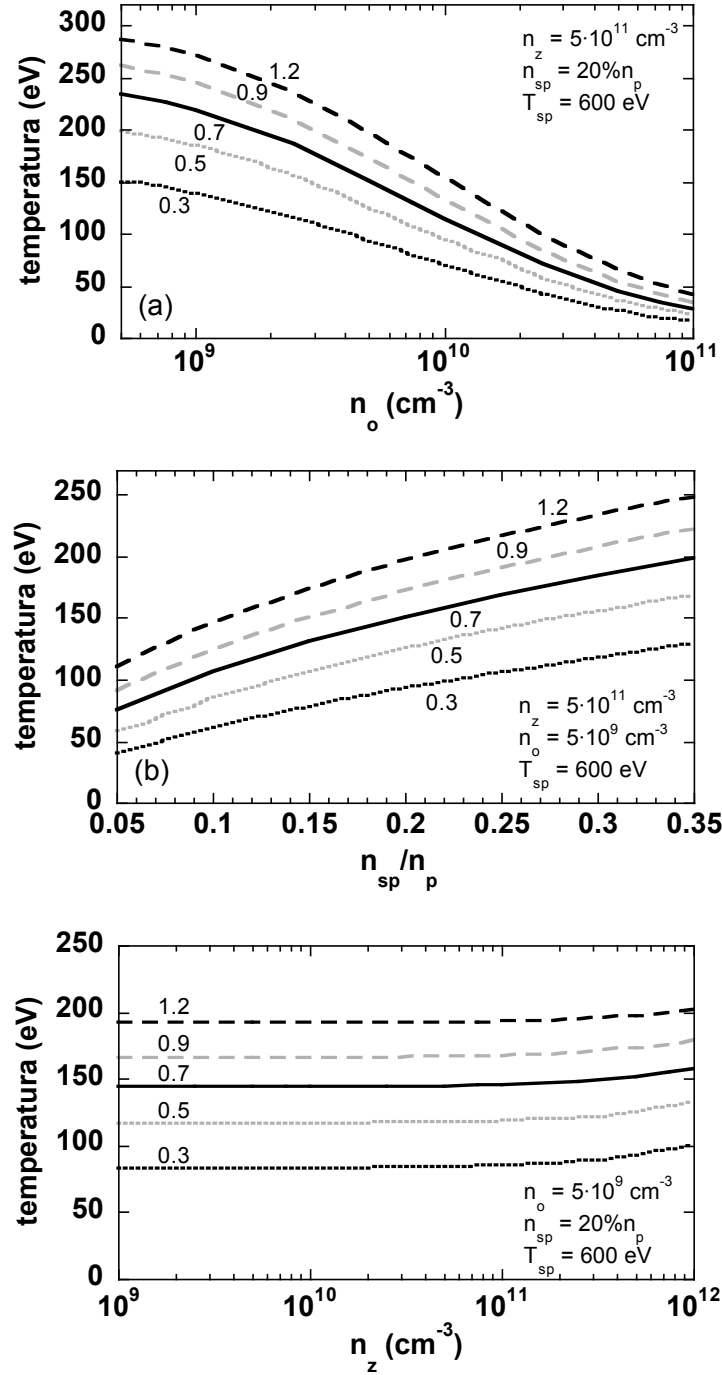 300
250
200
150
100
50
0
temperatura (eV)
n_z = 5·10^11 cm^-3
n_sp = 20%n_p
T_sp = 600 eV
1.2
0.9
0.7
0.5
0.3
(a)
10^9
10^10
10^11
n_o (cm^-3)
250
200
150
100
50
0
temperatura (eV)
1.2
0.9
0.7
0.5
0.3
n_z = 5·10^11 cm^-3
n_o = 5·10^9 cm^-3
T_sp = 600 eV
(b)
0.05
0.1
0.15
0.2
0.25
0.3
0.35
n_sp/n_p
250
200
150
100
50
0
temperatura (eV)
1.2
0.9
0.7
0.5
0.3
n_o = 5·10^9 cm^-3
n_sp = 20%n_p
T_sp = 600 eV
10^9
10^10
10^11
10^12
n_z (cm^-3)